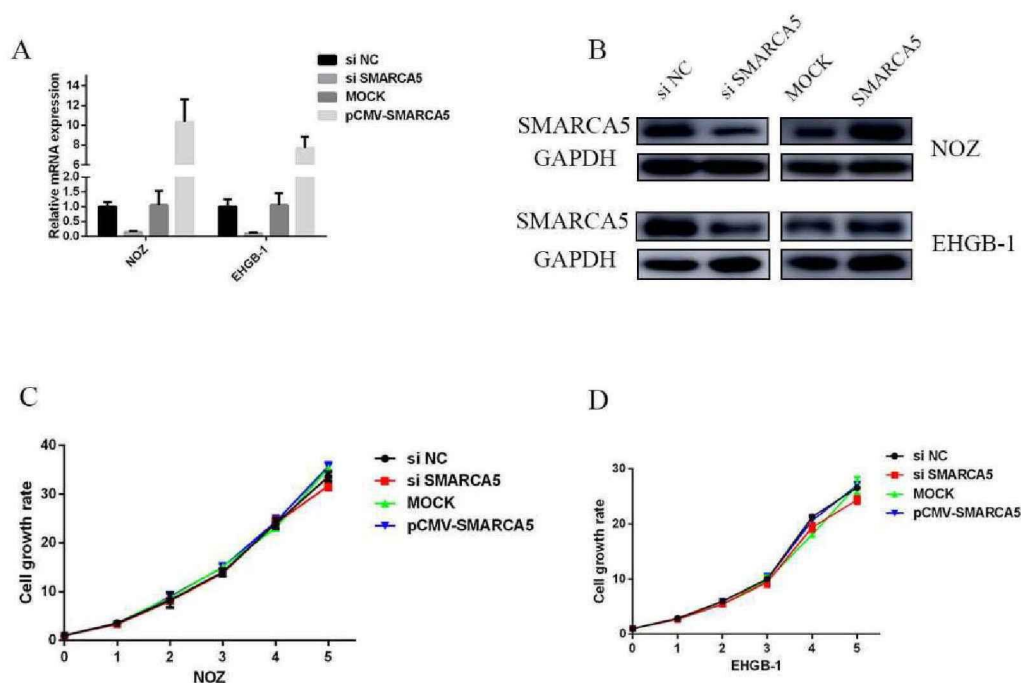 A
si NC
si SMARCA5
MOCK
pCMV-SMARCA5
Relative mRNA expression
14
12
10
8
6
4
2.0
1.5
1.0
0.5
0.0
NOZ
EHGB-1
B
si NC
si SMARCA5
MOCK
SMARCA5
SMARCA5
GAPDH
NOZ
SMARCA5
GAPDH
EHGB-1
C
Cell growth rate
40
30
20
10
0
0 1 2 3 4 5
NOZ
si NC
si SMARCA5
MOCK
pCMV-SMARCA5
D
Cell growth rate
30
20
10
0
0 1 2 3 4 5
EHGB-1
si NC
si SMARCA5
MOCK
pCMV-SMARCA5